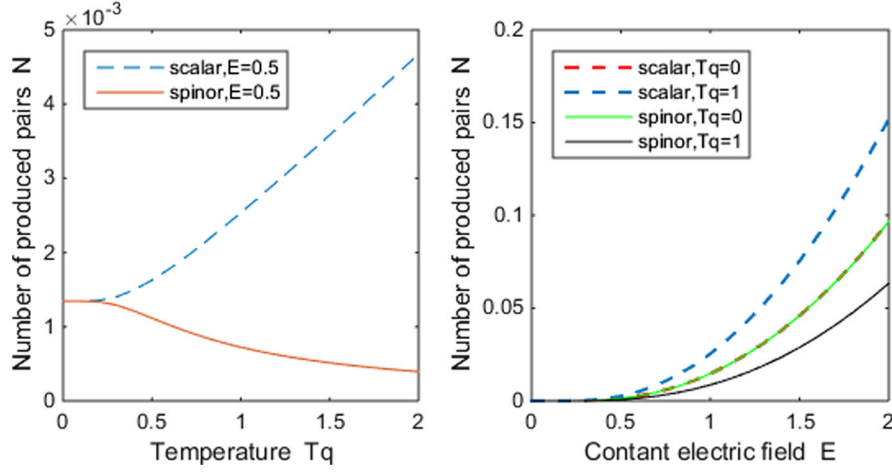 5 × 10⁻³
4
3
2
1
0
0
0.5
1
1.5
2
Number of produced pairs N
Temperature Tq
scalar,E=0.5
spinor,E=0.5
0.2
0.15
0.1
0.05
0
0
0.5
1
1.5
2
Number of produced pairs N
Contant electric field E
scalar,Tq=0
scalar,Tq=1
spinor,Tq=0
spinor,Tq=1